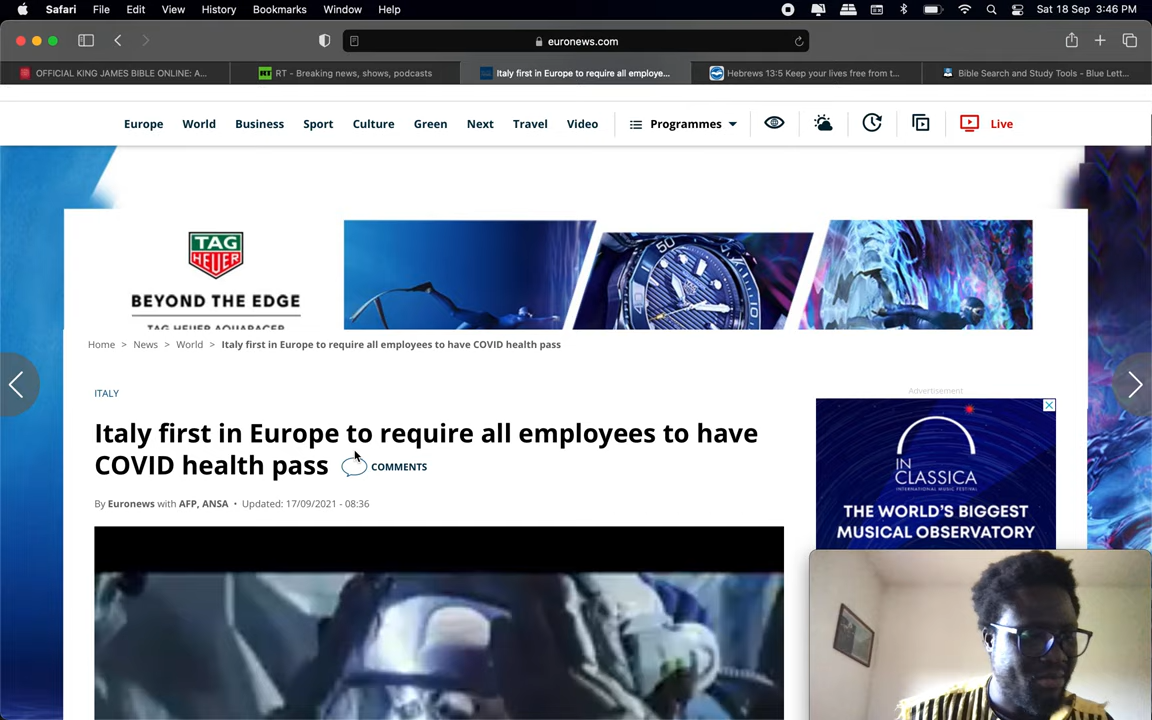 Safari File Edit View History Bookmarks Window Help Sat 18 Sep 3:46 PM
euronews.com
OFFICIAL KING JAMES BIBLE ONLINE: A... RT RT - Breaking news, shows, podcasts Italy first in Europe to require all employe... Hebrews 13:5 Keep your lives free from t... Bible Search and Study Tools - Blue Lett...
Europe World Business Sport Culture Green Next Travel Video Programmes Live
TAG
HEUER
BEYOND THE EDGE
TAG HEUER AQUARACER
50
Home > News > World > Italy first in Europe to require all employees to have COVID health pass
ITALY
Advertisement
Italy first in Europe to require all employees to have
COVID health pass COMMENTS
By Euronews with AFP, ANSA • Updated: 17/09/2021 - 08:36
IN
CLASSICA
INTERNATIONAL MUSIC FESTIVAL
THE WORLD'S BIGGEST
MUSICAL OBSERVATORY